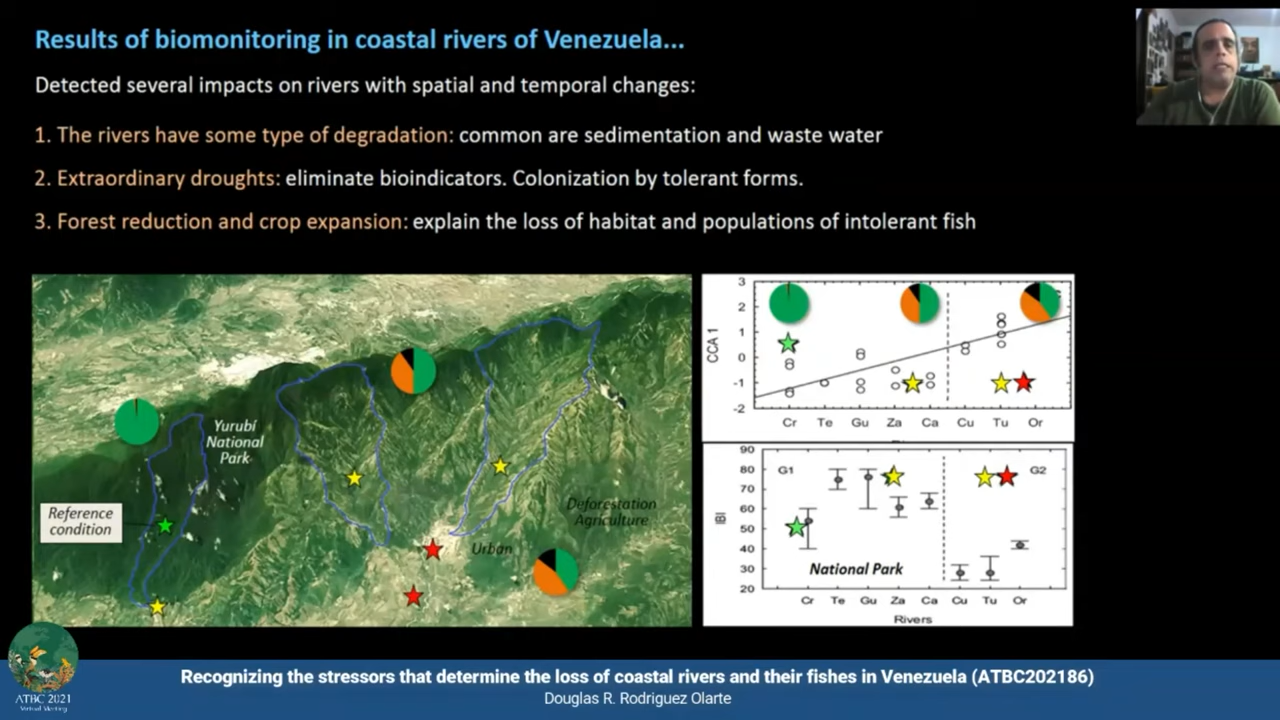 Results of biomonitoring in coastal rivers of Venezuela...
Detected several impacts on rivers with spatial and temporal changes:
1. The rivers have some type of degradation: common are sedimentation and waste water
2. Extraordinary droughts: eliminate bioindicators. Colonization by tolerant forms.
3. Forest reduction and crop expansion: explain the loss of habitat and populations of intolerant fish
Yurubí
National
Park
Reference
condition
Deforestation
Agriculture
Urban
3
2
1
0
-1
-2
CCA 1
Cr Te Gu Za Ca Cu Tu Or
90
80
70
60
50
40
30
20
IBI
G1
G2
National Park
Cr Te Gu Za Ca Cu Tu Or
Rivers
ATBC 2021
Virtual Meeting
Recognizing the stressors that determine the loss of coastal rivers and their fishes in Venezuela (ATBC202186)
Douglas R. Rodriguez Olarte